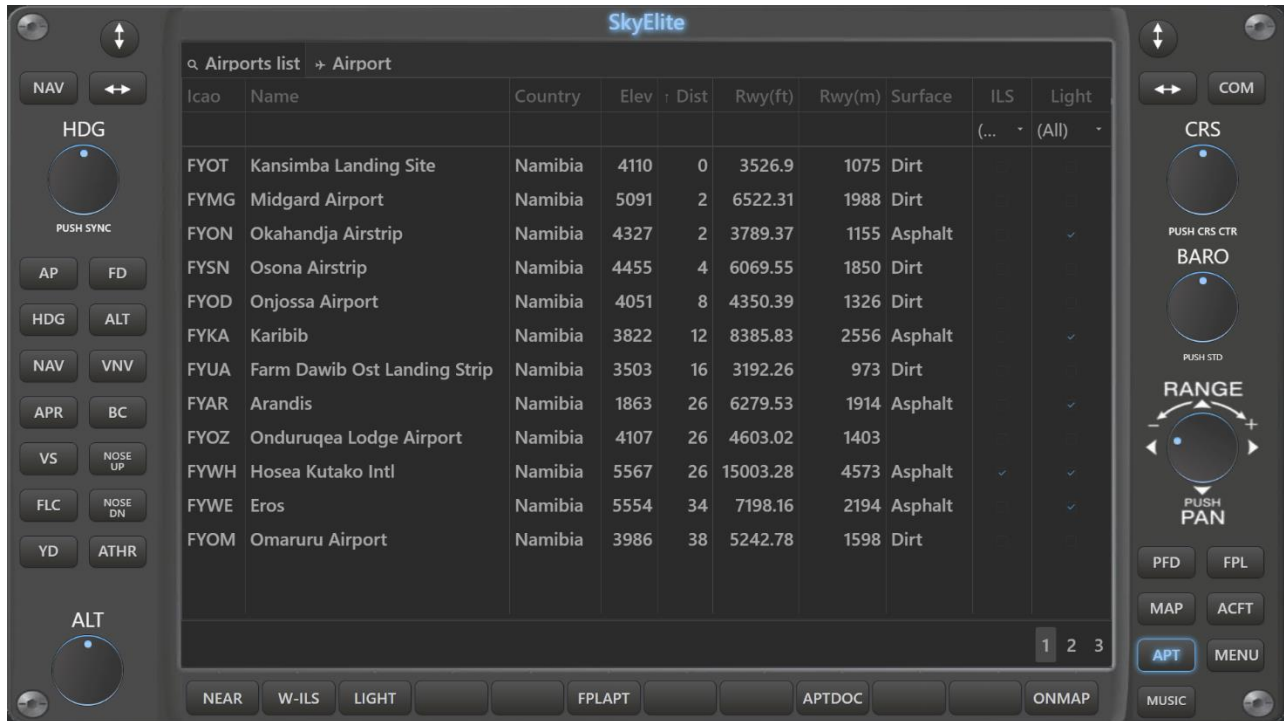 SkyElite
Airports list Airport
Icao Name Country Elev ↑ Dist Rwy(ft) Rwy(m) Surface ILS Light
(... (All)
FYOT Kansimba Landing Site Namibia 4110 0 3526.9 1075 Dirt
FYMG Midgard Airport Namibia 5091 2 6522.31 1988 Dirt
FYON Okahandja Airstrip Namibia 4327 2 3789.37 1155 Asphalt
FYSN Osona Airstrip Namibia 4455 4 6069.55 1850 Dirt
FYOD Onjossa Airport Namibia 4051 8 4350.39 1326 Dirt
FYKA Karibib Namibia 3822 12 8385.83 2556 Asphalt
FYUA Farm Dawib Ost Landing Strip Namibia 3503 16 3192.26 973 Dirt
FYAR Arandis Namibia 1863 26 6279.53 1914 Asphalt
FYOZ Onduruqea Lodge Airport Namibia 4107 26 4603.02 1403
FYWH Hosea Kutako Intl Namibia 5567 26 15003.28 4573 Asphalt
FYWE Eros Namibia 5554 34 7198.16 2194 Asphalt
FYOM Omaruru Airport Namibia 3986 38 5242.78 1598 Dirt
1 2 3
NEAR W-ILS LIGHT FPLAPT APTDOC ONMAP
NAV
HDG
PUSH SYNC
AP FD
HDG ALT
NAV VNV
APR BC
VS NOSE UP
FLC NOSE DN
YD ATHR
ALT
COM
CRS
PUSH CRS CTR
BARO
PUSH STD
RANGE
− +
PUSH
PAN
PFD FPL
MAP ACFT
APT MENU
MUSIC